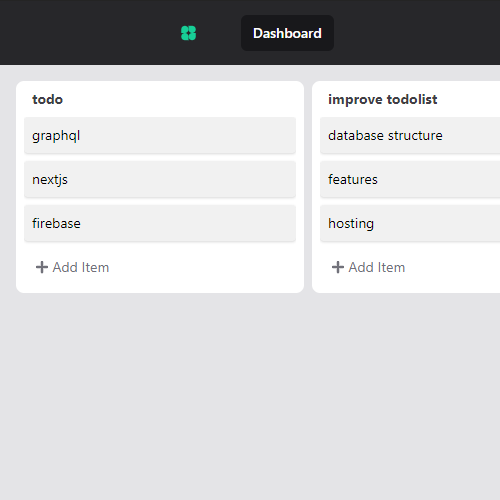 Dashboard
todo
graphql
nextjs
firebase
Add Item
improve todolist
database structure
features
hosting
Add Item